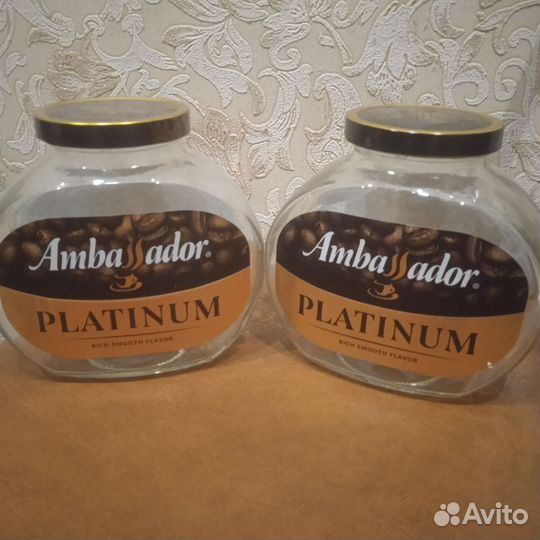 Ambassador®
PLATINUM
RICH SMOOTH FLAVOR
Ambassador®
PLATINUM
RICH SMOOTH FLAVOR
Avito